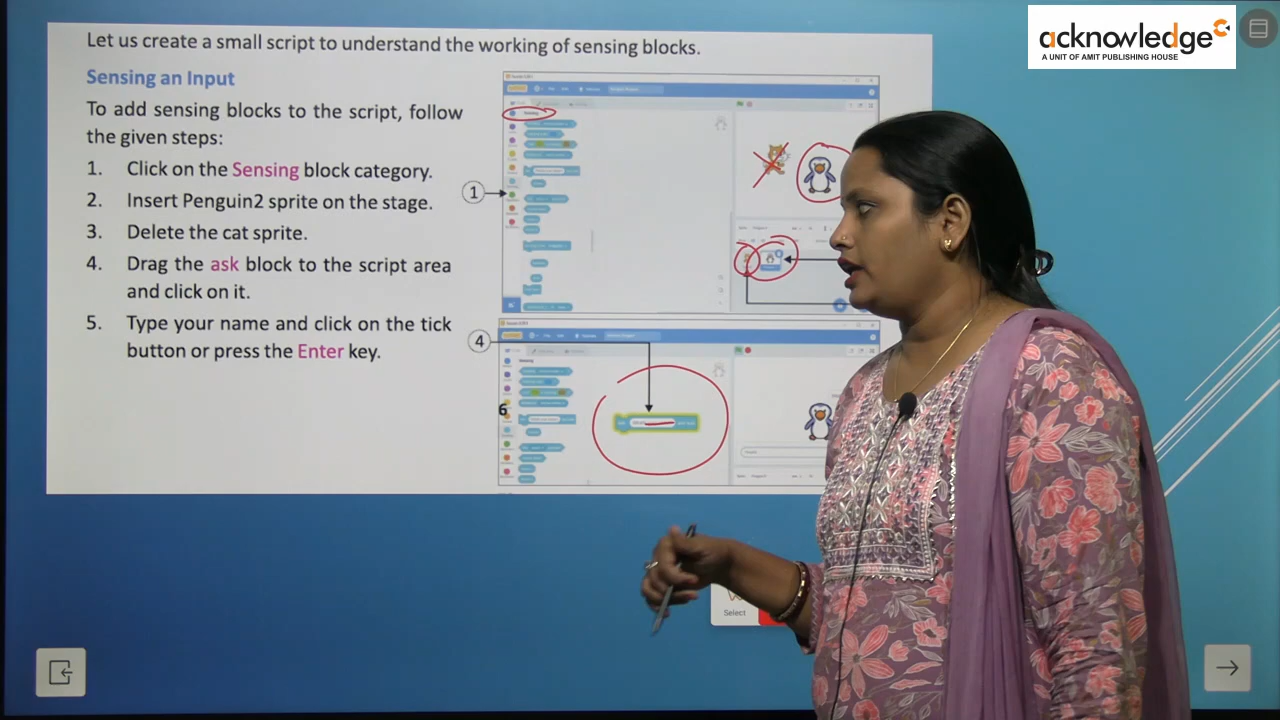 Let us create a small script to understand the working of sensing blocks.
acknowledge
A UNIT OF AMIT PUBLISHING HOUSE
Sensing an Input
To add sensing blocks to the script, follow
the given steps:
1. Click on the Sensing block category.
2. Insert Penguin2 sprite on the stage.
3. Delete the cat sprite.
4. Drag the ask block to the script area
and click on it.
5. Type your name and click on the tick
button or press the Enter key.
1
4
6
Select